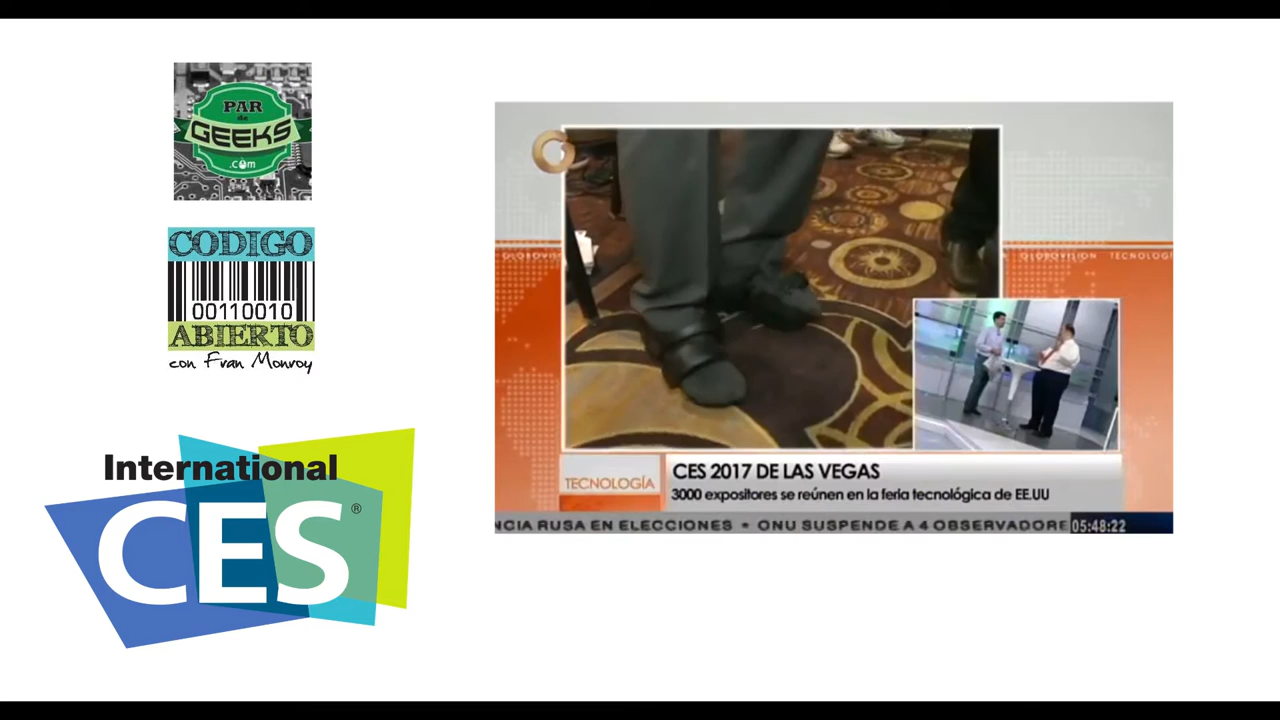 PAR
de
GEEKS
.com
CODIGO
00110010
ABIERTO
con Fran Monroy
International
CES®
GLOBOVISION TECNOLOGÍ
TECNOLOGÍA
CES 2017 DE LAS VEGAS
3000 expositores se reúnen en la feria tecnológica de EE.UU
NCIA RUSA EN ELECCIONES * ONU SUSPENDE A 4 OBSERVADORE
05:48:22